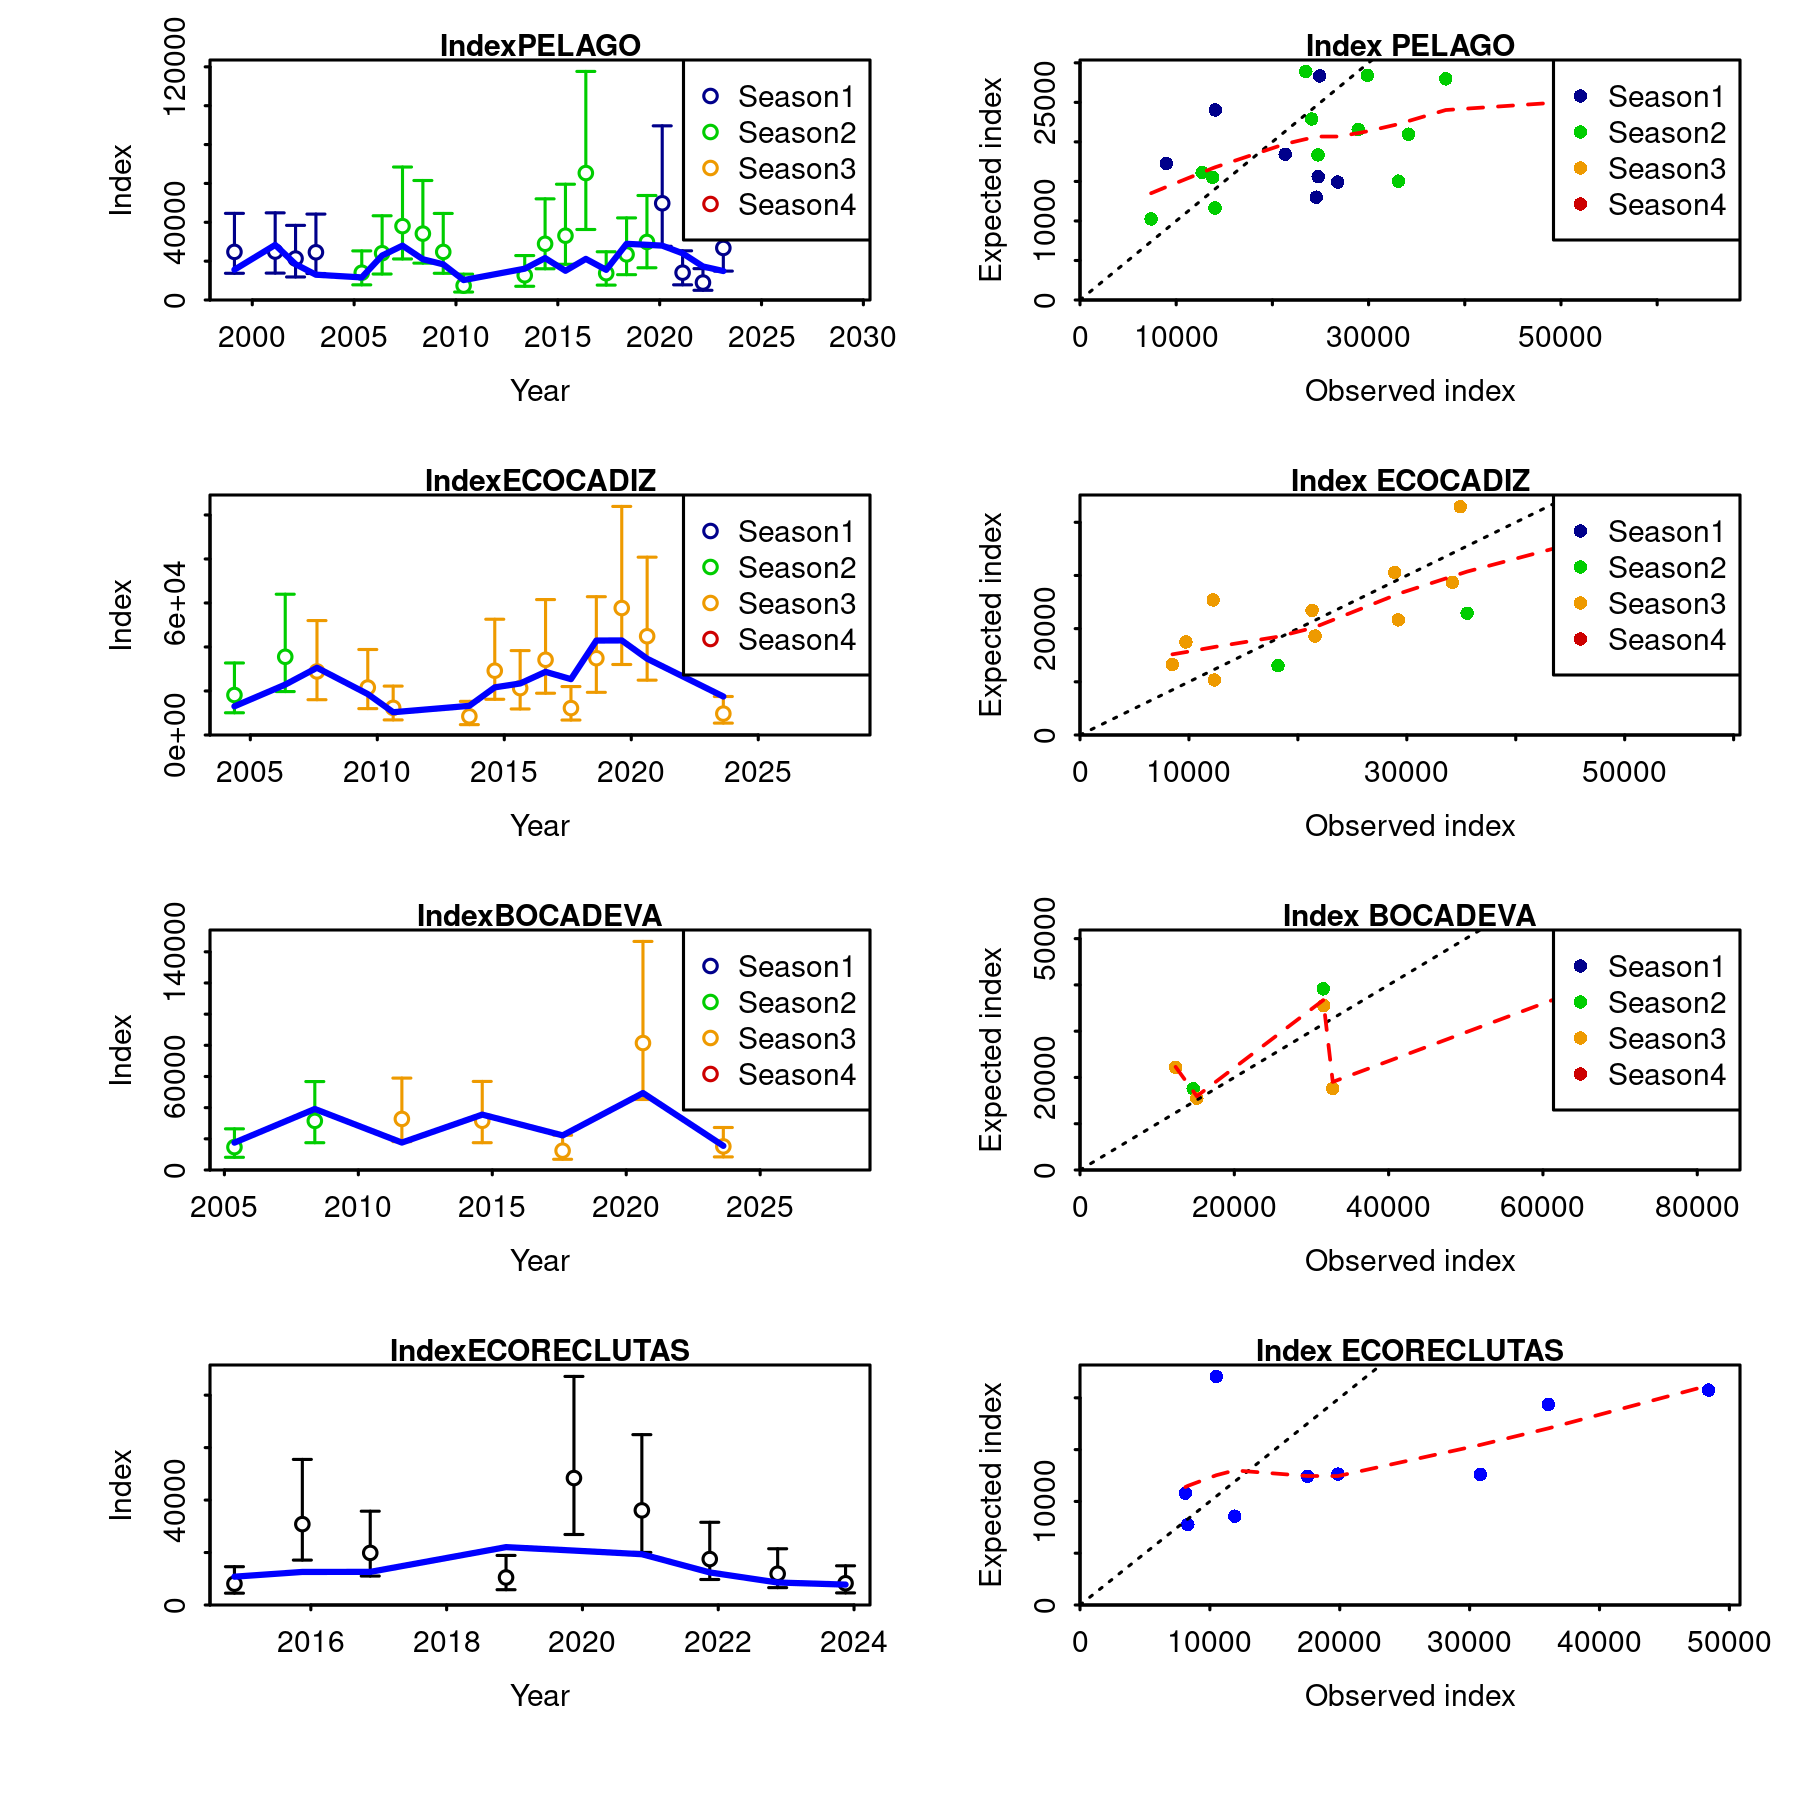 IndexPELAGO
Index
0
40000
120000
2000 2005 2010 2015 2020 2025 2030
Year
Season1
Season2
Season3
Season4
Index PELAGO
Expected index
0
10000
25000
0 10000 30000 50000
Observed index
Season1
Season2
Season3
Season4
IndexECOCADIZ
Index
0e+00
6e+04
2005 2010 2015 2020 2025
Year
Season1
Season2
Season3
Season4
Index ECOCADIZ
Expected index
0
20000
0 10000 30000 50000
Observed index
Season1
Season2
Season3
Season4
IndexBOCADEVA
Index
0
60000
140000
2005 2010 2015 2020 2025
Year
Season1
Season2
Season3
Season4
Index BOCADEVA
Expected index
0
20000
50000
0 20000 40000 60000 80000
Observed index
Season1
Season2
Season3
Season4
IndexECORECLUTAS
Index
0
40000
2016 2018 2020 2022 2024
Year
Index ECORECLUTAS
Expected index
0
10000
0 10000 20000 30000 40000 50000
Observed index